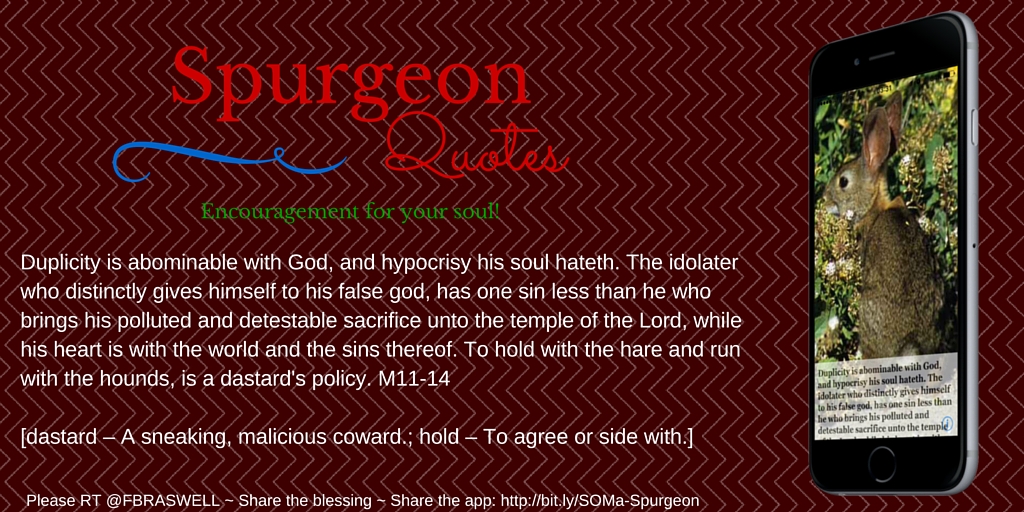 Spurgeon
Quotes
Encouragement for your soul!
Duplicity is abominable with God, and hypocrisy his soul hateth. The idolater
who distinctly gives himself to his false god, has one sin less than he who
brings his polluted and detestable sacrifice unto the temple of the Lord, while
his heart is with the world and the sins thereof. To hold with the hare and run
with the hounds, is a dastard's policy. M11-14
[dastard – A sneaking, malicious coward.; hold – To agree or side with.]
Please RT @FBRASWELL ~ Share the blessing ~ Share the app: http://bit.ly/SOMa-Spurgeon
Duplicity is abominable with God,
and hypocrisy his soul hateth. The
idolater who distinctly gives himself
to his false god, has one sin less than
he who brings his polluted and
detestable sacrifice unto the temple